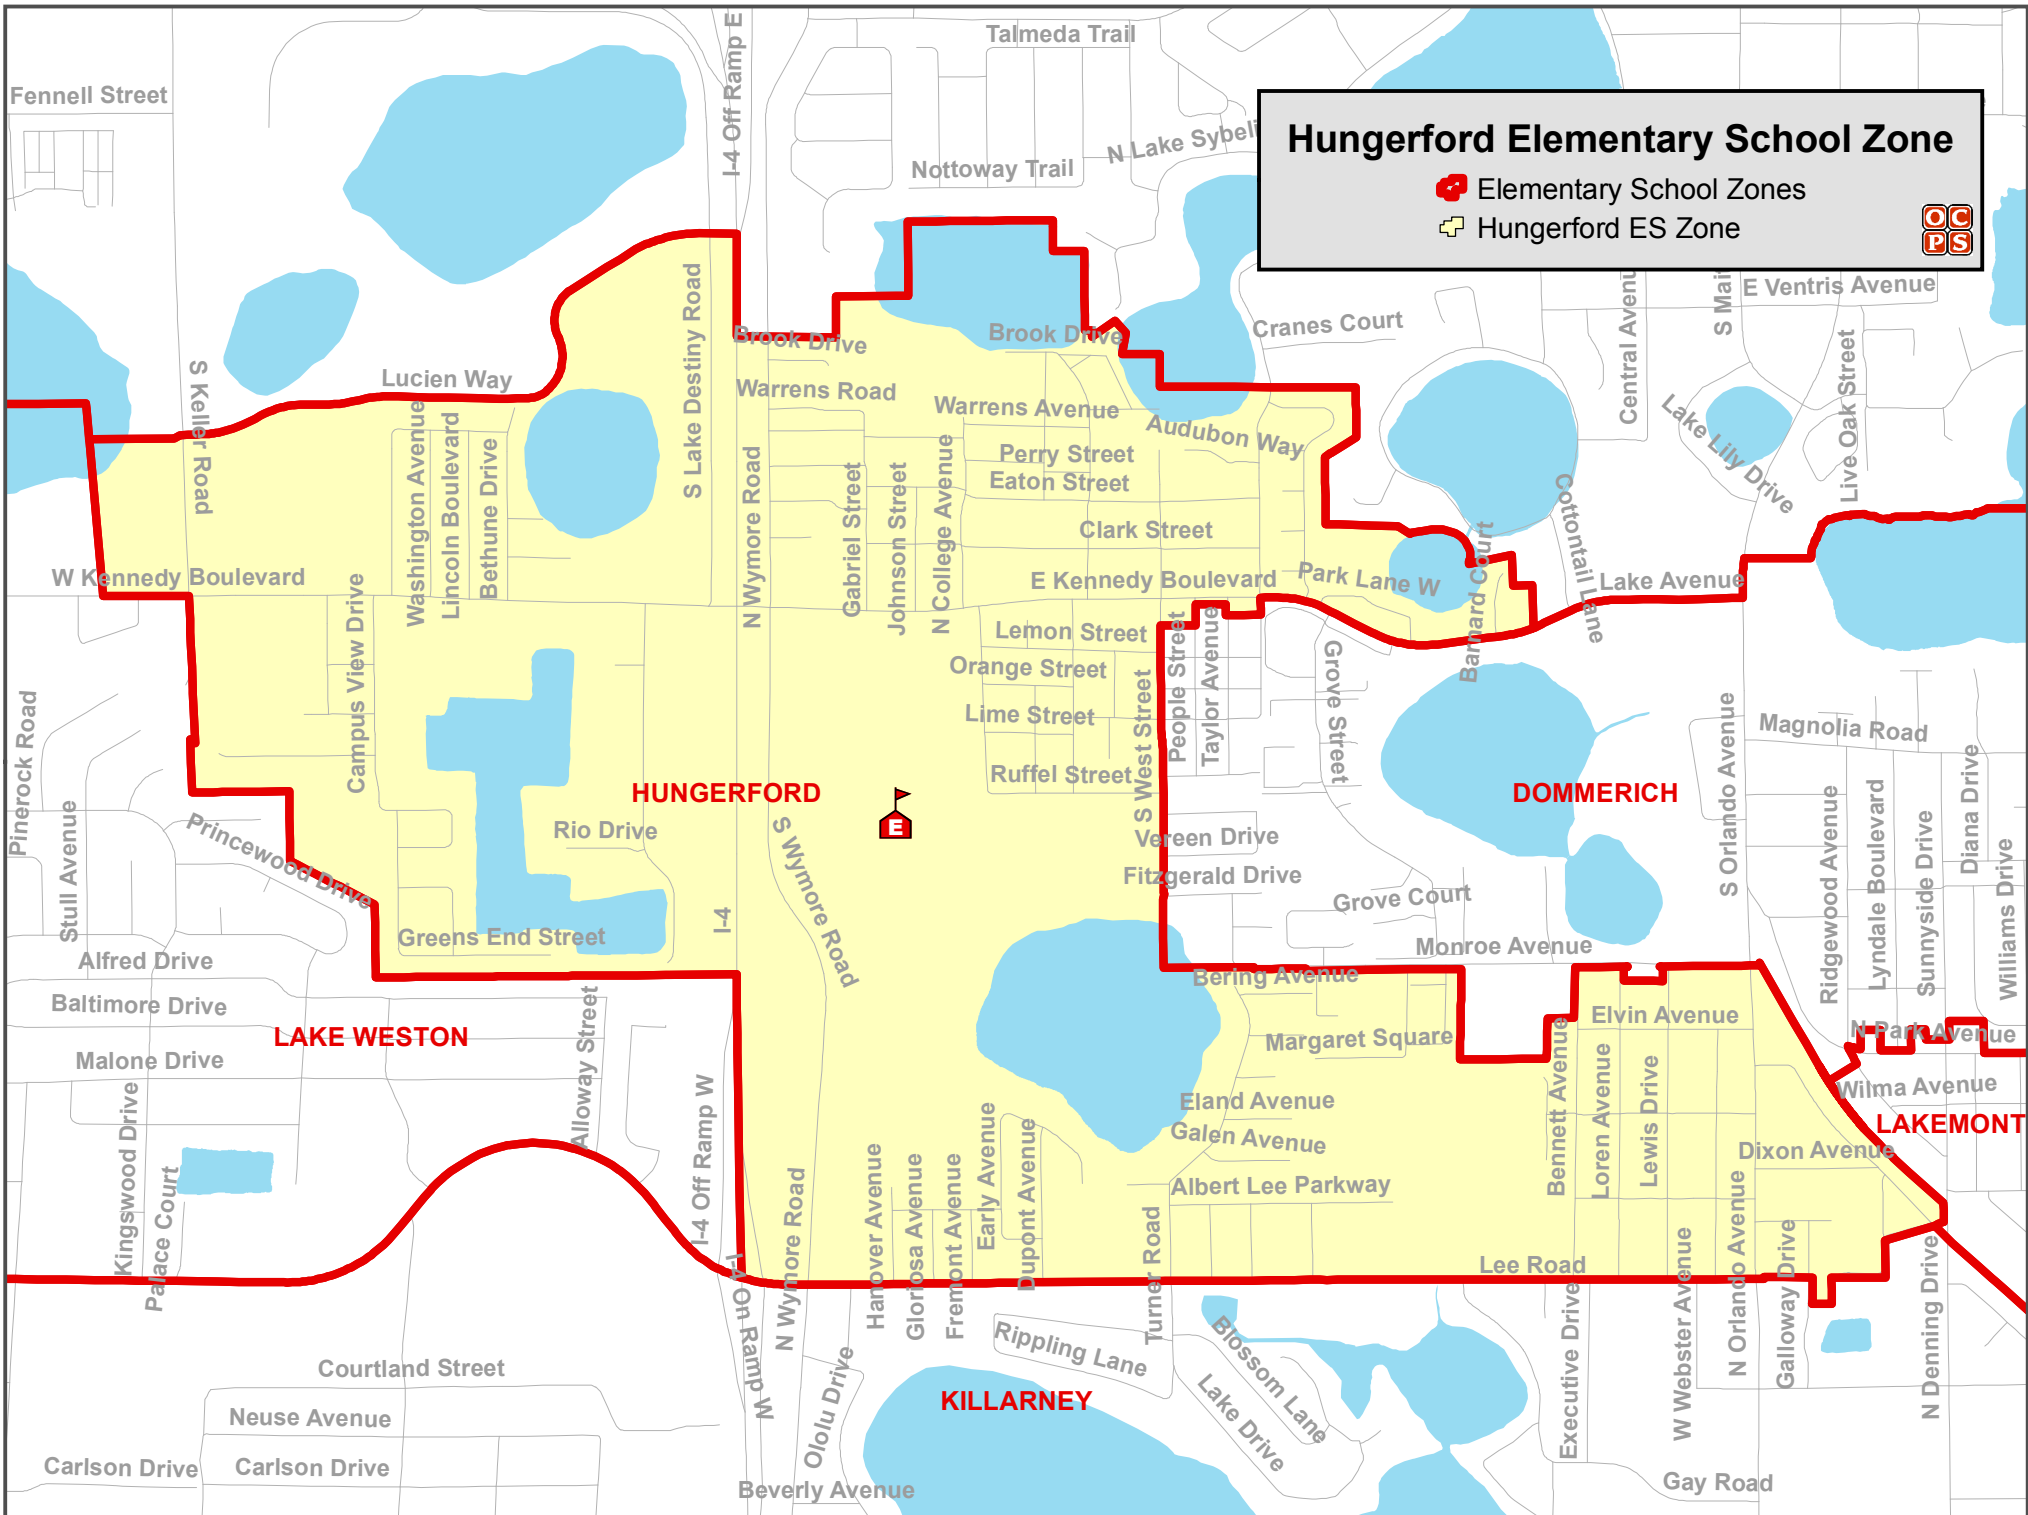 Talmeda Trail
I-4 Off Ramp E
Fennell Street
Hungerford Elementary School Zone
Elementary School Zones
Hungerford ES Zone
OC
PS
N Lake Sybeli
Nottoway Trail
E Ventris Avenue
S Mai
Central Avenu
Cranes Court
Brook Drive
Brook Drive
S Lake Destiny Road
Lucien Way
Warrens Road
Warrens Avenue
Audubon Way
S Keller Road
Washington Avenue
Lincoln Boulevard
Bethune Drive
Perry Street
Eaton Street
Lake Lily Drive
Live Oak Street
Clark Street
N Wymore Road
Gabriel Street
Johnson Street
N College Avenue
Cottontail Lane
W Kennedy Boulevard
E Kennedy Boulevard
Park Lane W
Barnard Court
Lake Avenue
Campus View Drive
Lemon Street
Orange Street
Lime Street
Ruffel Street
S West Street
People Street
Taylor Avenue
Grove Street
S Orlando Avenue
Magnolia Road
Pinerock Road
HUNGERFORD
E
DOMMERICH
Stull Avenue
Princewood Drive
Rio Drive
S Wymore Road
Vereen Drive
Fitzgerald Drive
Grove Court
Ridgewood Avenue
Lyndale Boulevard
Sunnyside Drive
Diana Drive
Williams Drive
I-4
Greens End Street
Monroe Avenue
Alfred Drive
Bering Avenue
Baltimore Drive
Elvin Avenue
LAKE WESTON
Margaret Square
N Park Avenue
Malone Drive
Alloway Street
Wilma Avenue
Eland Avenue
LAKEMONT
Galen Avenue
Dixon Avenue
Kingswood Drive
Palace Court
I-4 Off Ramp W
Albert Lee Parkway
Bennett Avenue
Loren Avenue
Lewis Drive
Hanover Avenue
Gloriosa Avenue
Fremont Avenue
Early Avenue
Dupont Avenue
Turner Road
Lee Road
N Wymore Road
I-4 On Ramp W
Executive Drive
W Webster Avenue
N Orlando Avenue
Galloway Drive
N Denning Drive
Rippling Lane
Blossom Lane
Lake Drive
Courtland Street
KILLARNEY
Neuse Avenue
Ololu Drive
Carlson Drive
Carlson Drive
Beverly Avenue
Gay Road